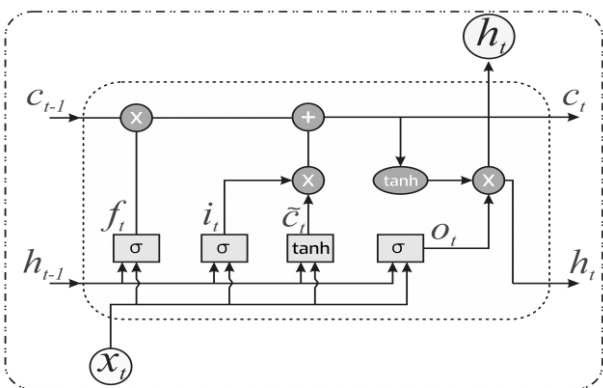 h_t
c_{t-1} x + c_t
tanh x
x
f_t i_t c̃_t o_t
σ σ tanh σ
h_{t-1} h_t
x_t